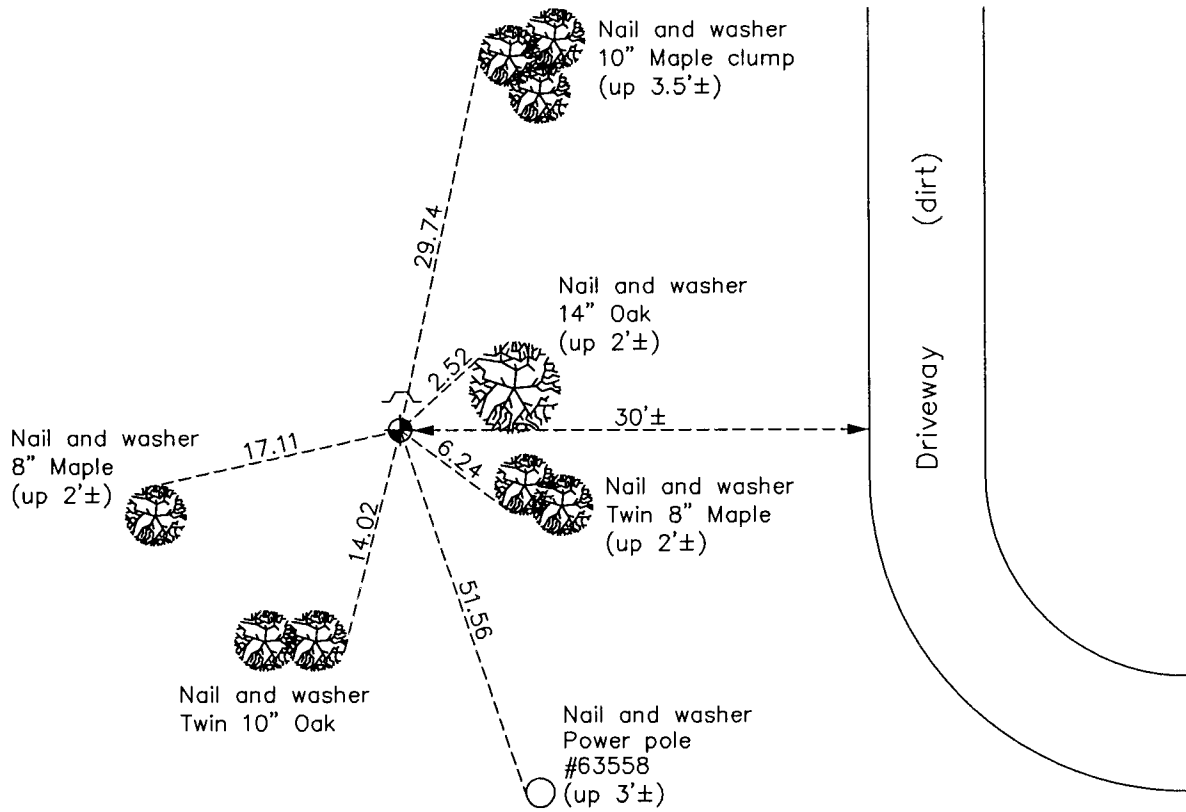 Nail and washer
10" Maple clump
(up 3.5'±)
(dirt)
Driveway
29.74
Nail and washer
14" Oak
(up 2'±)
2.52
30'±
Nail and washer
8" Maple
(up 2'±)
17.11
6.24
Nail and washer
Twin 8" Maple
(up 2'±)
14.02
51.56
Nail and washer
Twin 10" Oak
Nail and washer
Power pole
#63558
(up 3'±)